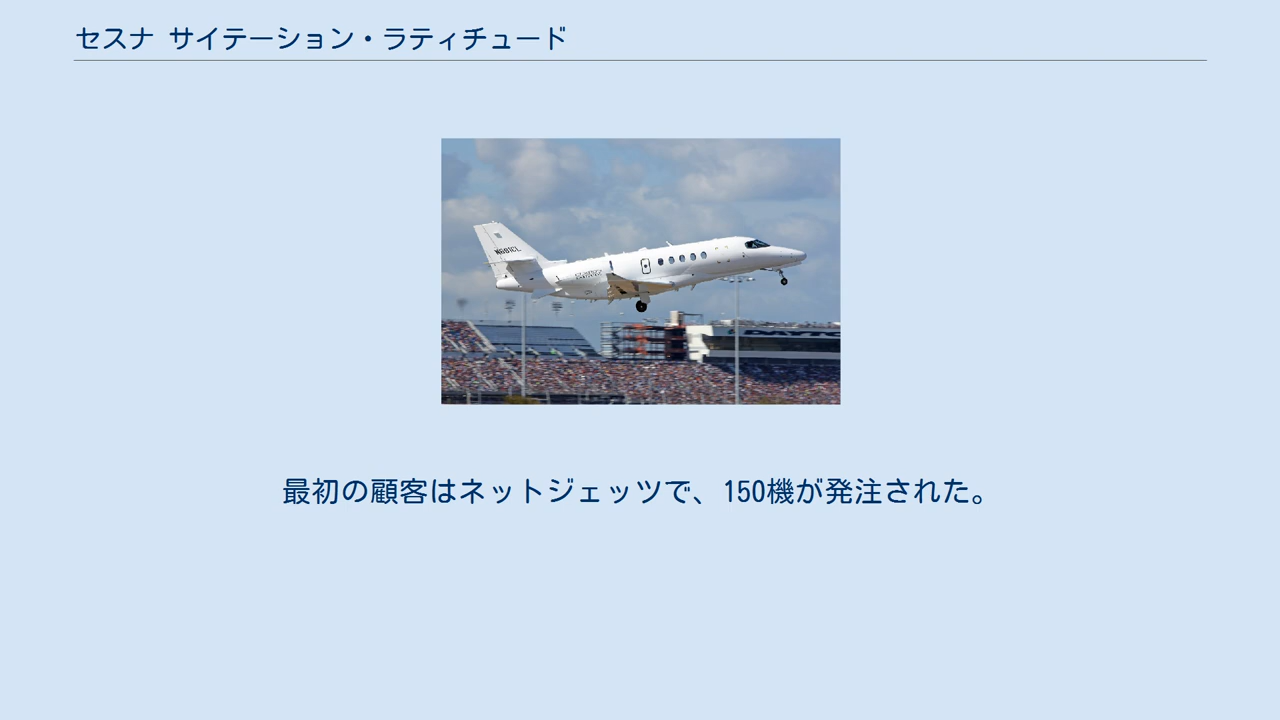 セスナ サイテーション・ラティチュード
N681CL
最初の顧客はネットジェッツで、150機が発注された。